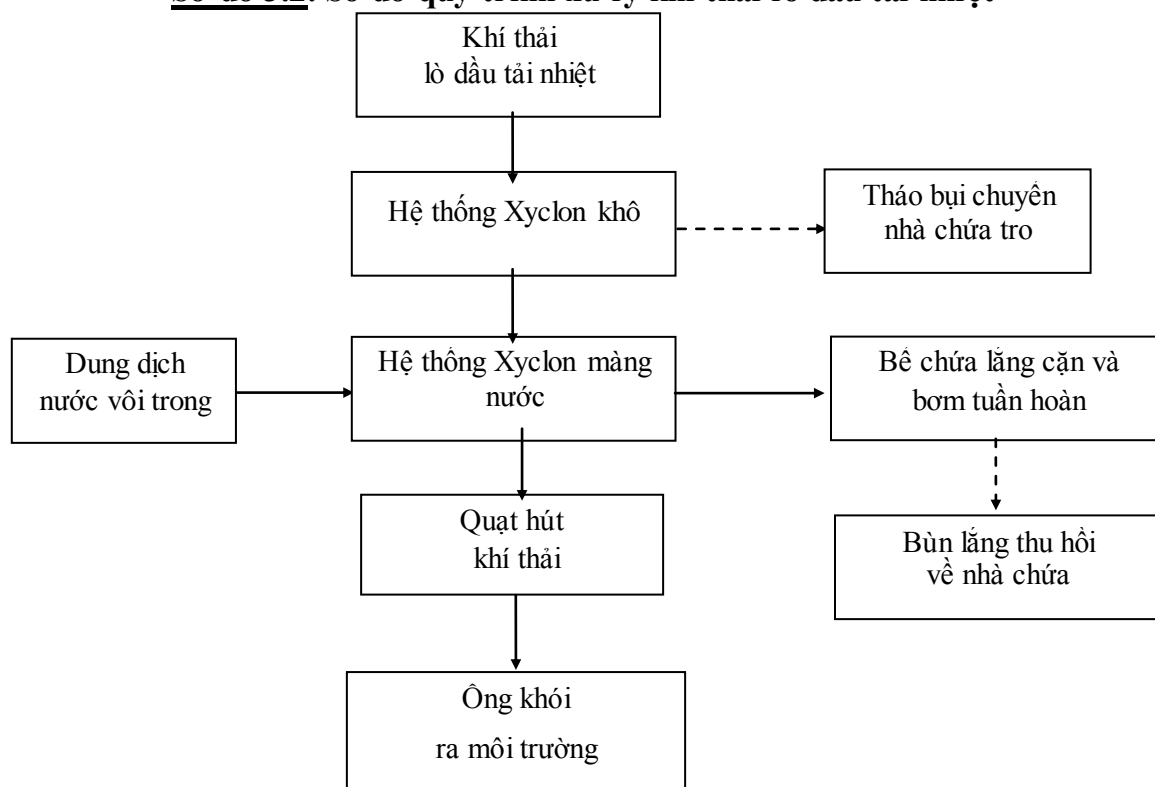 Khí thải
lò dầu tải nhiệt
Hệ thống Xyclon khô
Tháo bụi chuyển
nhà chứa tro
Dung dịch
nước vôi trong
Hệ thống Xyclon màng
nước
Bể chứa lắng cặn và
bơm tuần hoàn
Quạt hút
khí thải
Bùn lắng thu hồi
về nhà chứa
Ông khói
ra môi trường